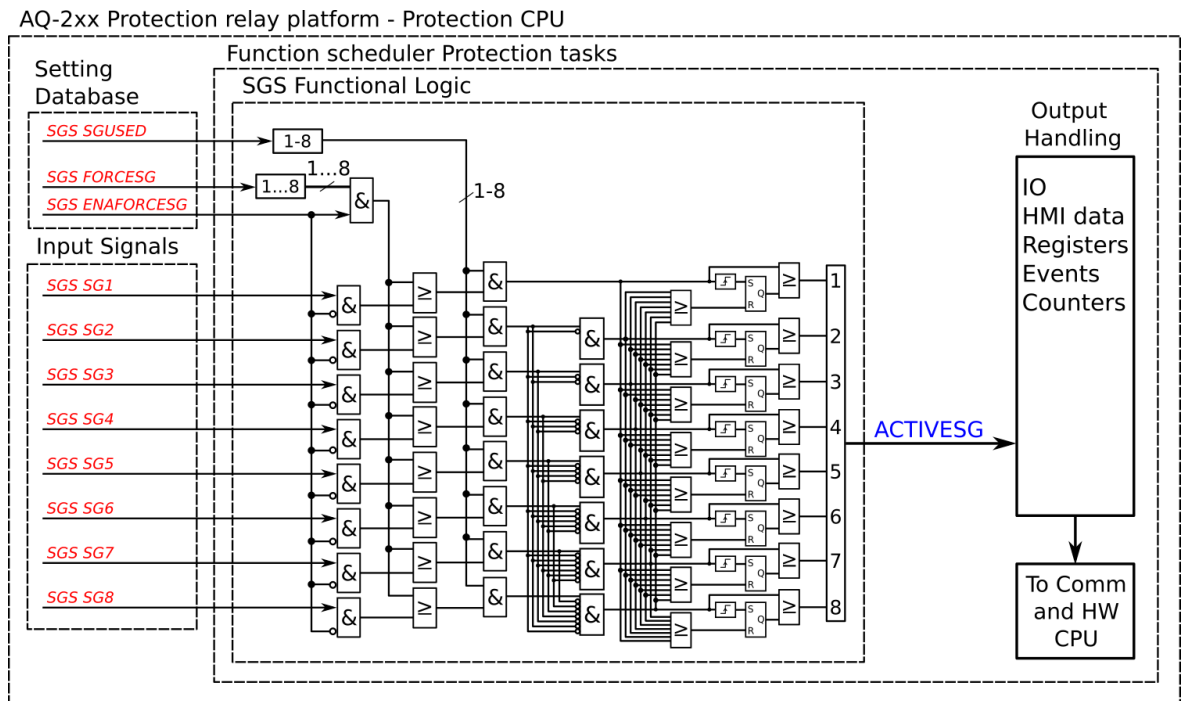 AQ-2xx Protection relay platform - Protection CPU
Function scheduler Protection tasks
Setting
Database
SGS Functional Logic
SGS SGUSED
1-8
SGS FORCESG
1...8
1...8
SGS ENAFORCESG
&
1-8
Input Signals
SGS SG1
SGS SG2
SGS SG3
SGS SG4
SGS SG5
SGS SG6
SGS SG7
SGS SG8
& & & & & & & &
≥ ≥ ≥ ≥ ≥ ≥ ≥ ≥
& & & & & & & &
& & & & & & &
≥ ≥ ≥ ≥ ≥ ≥ ≥ ≥
S Q R
S Q R
S Q R
S Q R
S Q R
S Q R
S Q R
S Q R
≥ ≥ ≥ ≥ ≥ ≥ ≥ ≥
1
2
3
4
5
6
7
8
ACTIVESG
Output
Handling
IO
HMI data
Registers
Events
Counters
To Comm
and HW
CPU